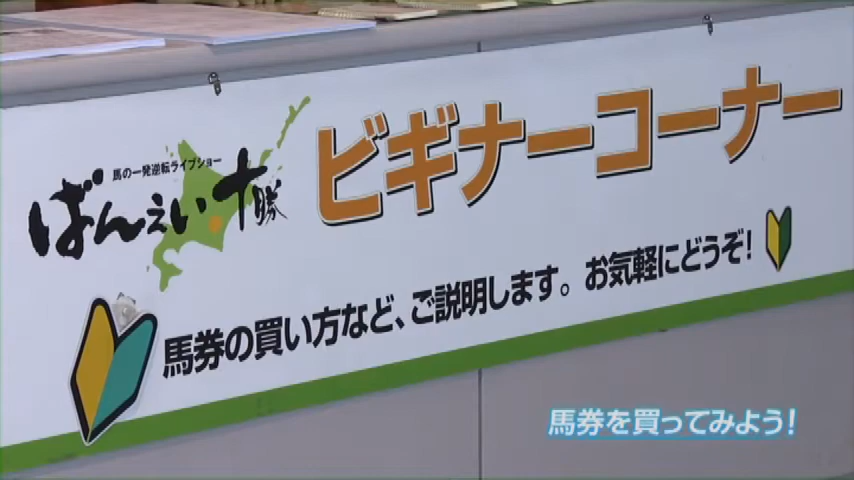 馬の一発逆転ライブショー
ばんえい十勝
ビギナーコーナー
馬券の買い方など、ご説明します。お気軽にどうぞ!
馬券を買ってみよう!